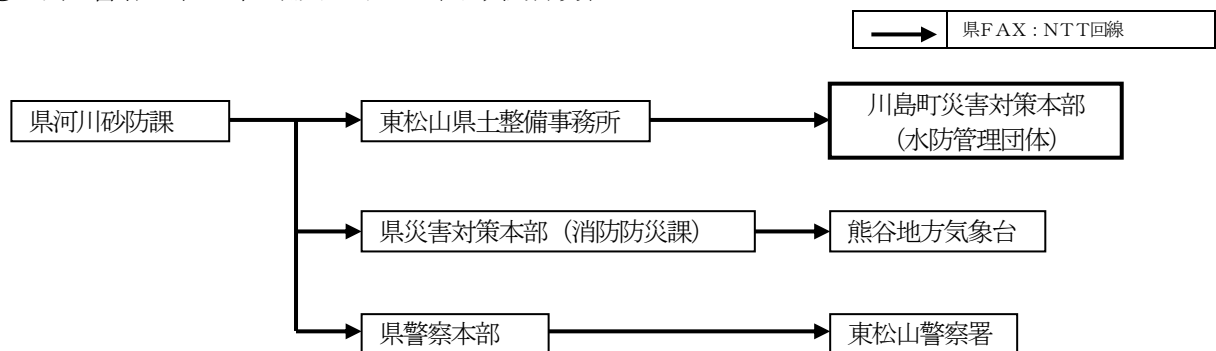 県ＦＡＸ：ＮＴＴ回線
県河川砂防課
東松山県土整備事務所
川島町災害対策本部
（水防管理団体）
県災害対策本部（消防防災課）
熊谷地方気象台
県警察本部
東松山警察署